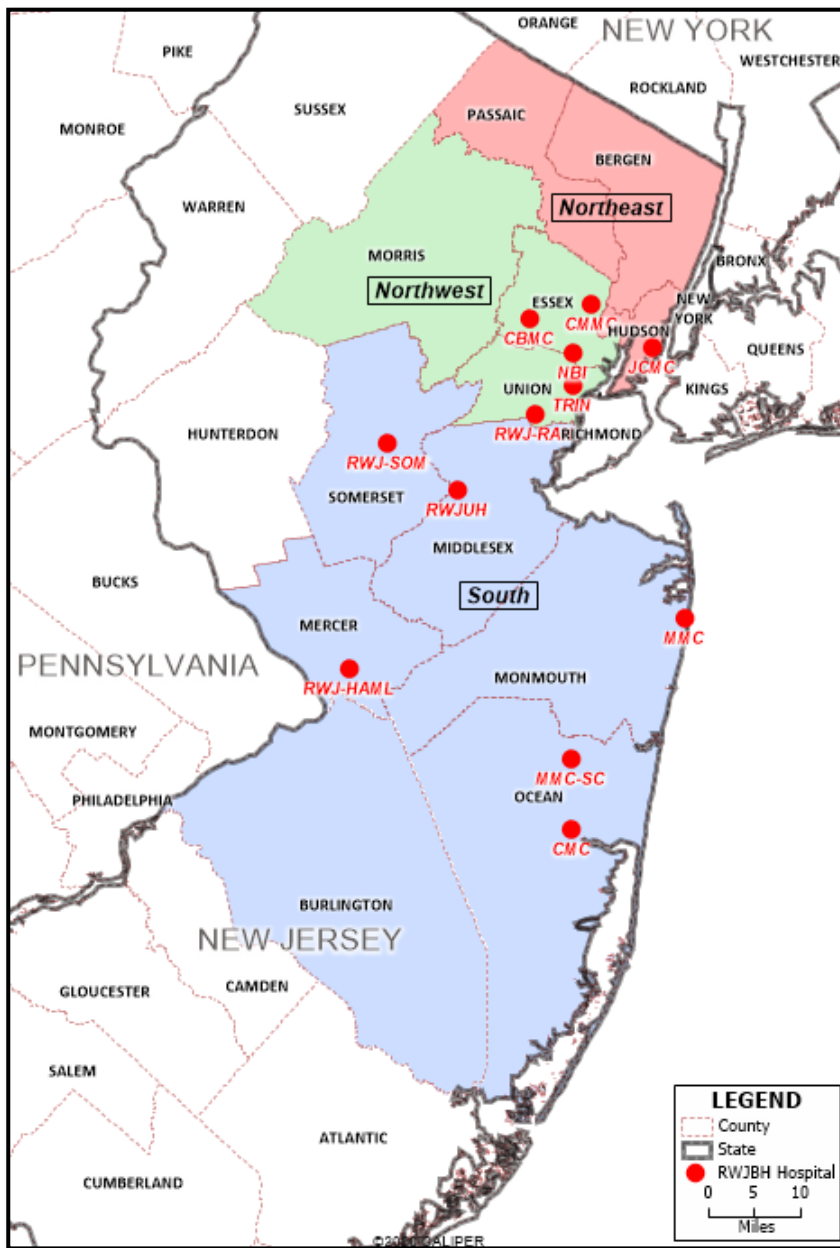 ORANGE
NEW YORK
PIKE
WESTCHESTER
SUSSEX
ROCKLAND
PASSAIC
MONROE
BERGEN
WARREN
Northeast
MORRIS
BRONX
Northwest
ESSEX
NEW YORK
CMMC
HUDSON
CBMC
QUEENS
JCMC
NBI
KINGS
UNION
TRIN
HUNTERDON
RWJ-RA
RICHMOND
RWJ-SOM
SOMERSET
RWJUH
MIDDLESEX
BUCKS
South
MERCER
MMC
PENNSYLVANIA
MONMOUTH
RWJ-HAML
MONTGOMERY
MMC-SC
OCEAN
PHILADELPHIA
CMC
BURLINGTON
NEW JERSEY
CAMDEN
GLOUCESTER
SALEM
ATLANTIC
CUMBERLAND
LEGEND
County
State
RWJBH Hospital
0 5 10
Miles
CALIPER